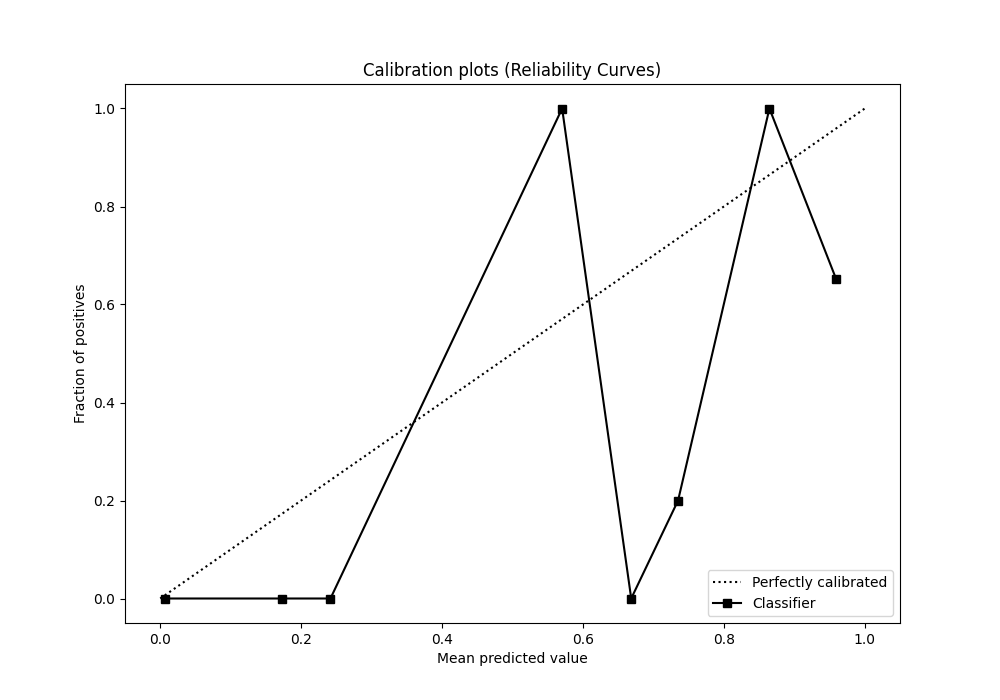 Calibration plots (Reliability Curves)
1.0
0.8
0.6
0.4
0.2
0.0
Fraction of positives
Perfectly calibrated
Classifier
0.0 0.2 0.4 0.6 0.8 1.0
Mean predicted value